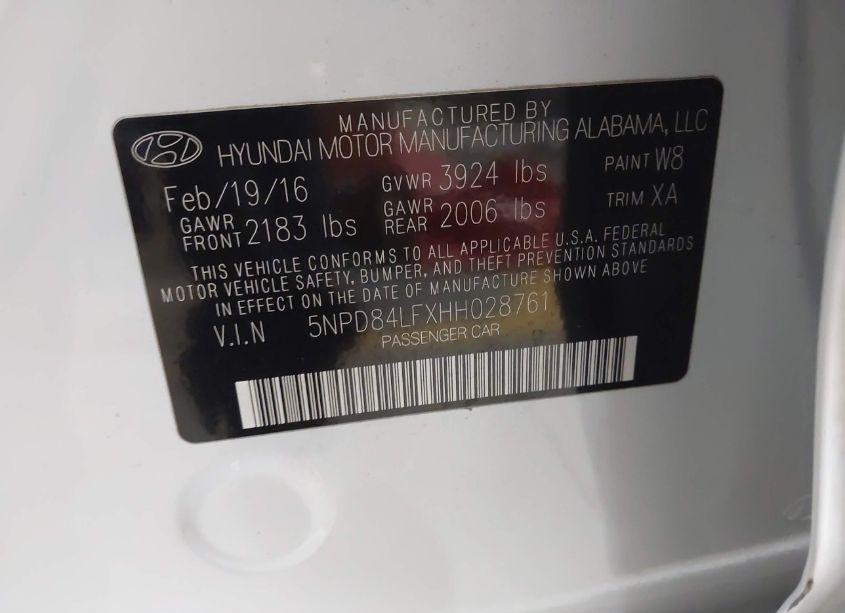 MANUFACTURED BY
HYUNDAI MOTOR MANUFACTURING ALABAMA, LLC
Feb/19/16 GVWR 3924 lbs PAINT W8
GAWR FRONT 2183 lbs GAWR REAR 2006 lbs TRIM XA
THIS VEHICLE CONFORMS TO ALL APPLICABLE U.S.A. FEDERAL
MOTOR VEHICLE SAFETY, BUMPER, AND THEFT PREVENTION STANDARDS
IN EFFECT ON THE DATE OF MANUFACTURE SHOWN ABOVE
V.I.N 5NPD84LFXHH028761
PASSENGER CAR